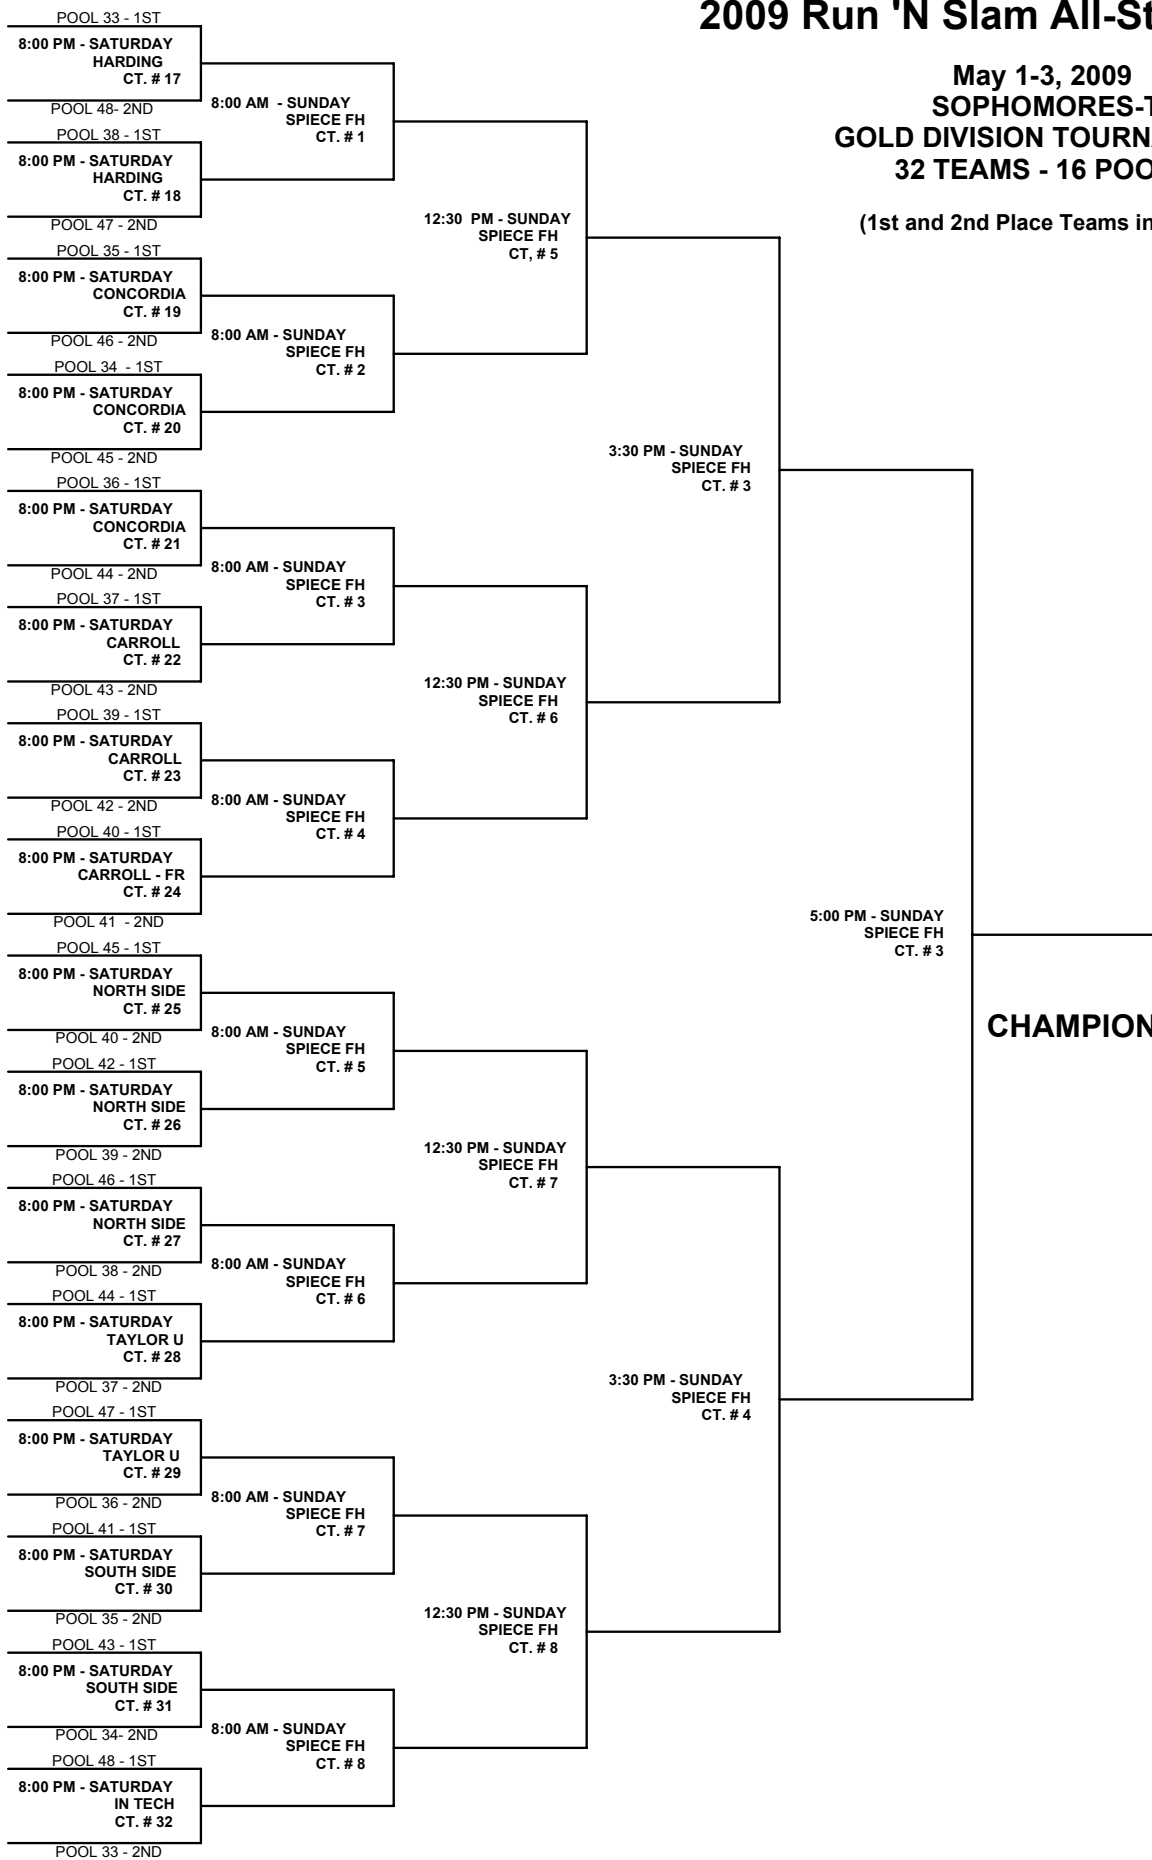 2009 Run 'N Slam All-St
May 1-3, 2009
SOPHOMORES-T
GOLD DIVISION TOURNA
32 TEAMS - 16 POO
(1st and 2nd Place Teams in
POOL 33 - 1ST
8:00 PM - SATURDAY
HARDING
CT. # 17
POOL 48- 2ND
POOL 38 - 1ST
8:00 PM - SATURDAY
HARDING
CT. # 18
POOL 47 - 2ND
POOL 35 - 1ST
8:00 PM - SATURDAY
CONCORDIA
CT. # 19
POOL 46 - 2ND
POOL 34 - 1ST
8:00 PM - SATURDAY
CONCORDIA
CT. # 20
POOL 45 - 2ND
POOL 36 - 1ST
8:00 PM - SATURDAY
CONCORDIA
CT. # 21
POOL 44 - 2ND
POOL 37 - 1ST
8:00 PM - SATURDAY
CARROLL
CT. # 22
POOL 43 - 2ND
POOL 39 - 1ST
8:00 PM - SATURDAY
CARROLL
CT. # 23
POOL 42 - 2ND
POOL 40 - 1ST
8:00 PM - SATURDAY
CARROLL - FR
CT. # 24
POOL 41 - 2ND
POOL 45 - 1ST
8:00 PM - SATURDAY
NORTH SIDE
CT. # 25
POOL 40 - 2ND
POOL 42 - 1ST
8:00 PM - SATURDAY
NORTH SIDE
CT. # 26
POOL 39 - 2ND
POOL 46 - 1ST
8:00 PM - SATURDAY
NORTH SIDE
CT. # 27
POOL 38 - 2ND
POOL 44 - 1ST
8:00 PM - SATURDAY
TAYLOR U
CT. # 28
POOL 37 - 2ND
POOL 47 - 1ST
8:00 PM - SATURDAY
TAYLOR U
CT. # 29
POOL 36 - 2ND
POOL 41 - 1ST
8:00 PM - SATURDAY
SOUTH SIDE
CT. # 30
POOL 35 - 2ND
POOL 43 - 1ST
8:00 PM - SATURDAY
SOUTH SIDE
CT. # 31
POOL 34- 2ND
POOL 48 - 1ST
8:00 PM - SATURDAY
IN TECH
CT. # 32
POOL 33 - 2ND
8:00 AM - SUNDAY
SPIECE FH
CT. # 1
8:00 AM - SUNDAY
SPIECE FH
CT. # 2
8:00 AM - SUNDAY
SPIECE FH
CT. # 3
8:00 AM - SUNDAY
SPIECE FH
CT. # 4
8:00 AM - SUNDAY
SPIECE FH
CT. # 5
8:00 AM - SUNDAY
SPIECE FH
CT. # 6
8:00 AM - SUNDAY
SPIECE FH
CT. # 7
8:00 AM - SUNDAY
SPIECE FH
CT. # 8
12:30 PM - SUNDAY
SPIECE FH
CT, # 5
12:30 PM - SUNDAY
SPIECE FH
CT. # 6
12:30 PM - SUNDAY
SPIECE FH
CT. # 7
12:30 PM - SUNDAY
SPIECE FH
CT. # 8
3:30 PM - SUNDAY
SPIECE FH
CT. # 3
3:30 PM - SUNDAY
SPIECE FH
CT. # 4
5:00 PM - SUNDAY
SPIECE FH
CT. # 3
CHAMPION